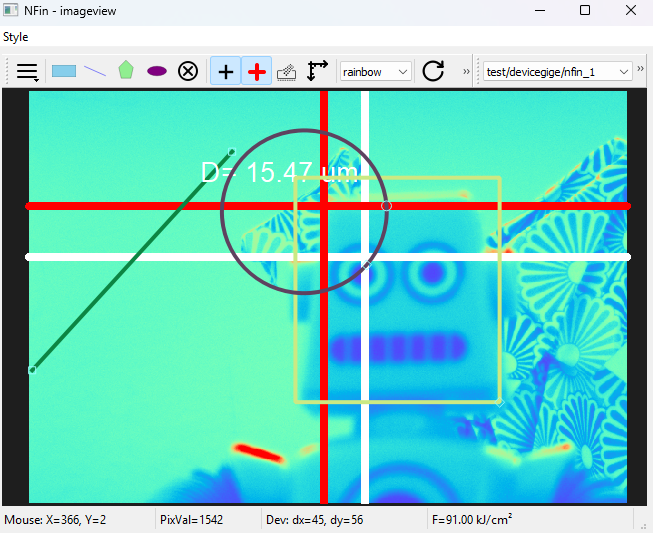 NFin - imageview
Style
rainbow
»
test/devicegige/nfin_1
»
D= 15.47 um
Mouse: X=366, Y=2
PixVal=1542
Dev: dx=45, dy=56
F=91.00 kJ/cm²